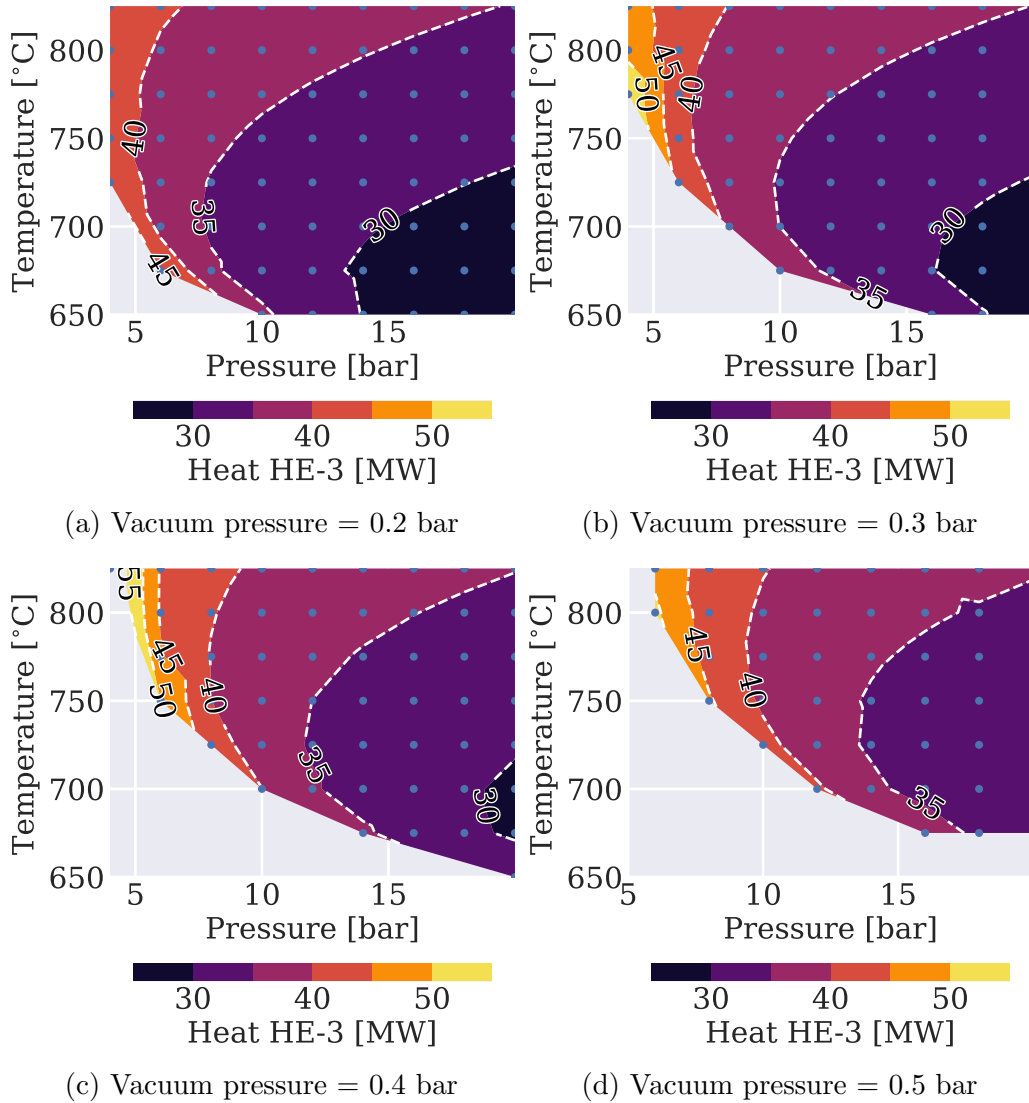 Temperature [°C]
800
750
700
650
40
35
45
30
5 10 15
Pressure [bar]
30 40 50
Heat HE-3 [MW]
(a) Vacuum pressure = 0.2 bar
Temperature [°C]
800
750
700
650
45
50
40
30
35
5 10 15
Pressure [bar]
30 40 50
Heat HE-3 [MW]
(b) Vacuum pressure = 0.3 bar
Temperature [°C]
800
750
700
650
55
45
50
40
35
30
5 10 15
Pressure [bar]
30 40 50
Heat HE-3 [MW]
(c) Vacuum pressure = 0.4 bar
Temperature [°C]
800
750
700
650
45
40
35
5 10 15
Pressure [bar]
30 40 50
Heat HE-3 [MW]
(d) Vacuum pressure = 0.5 bar